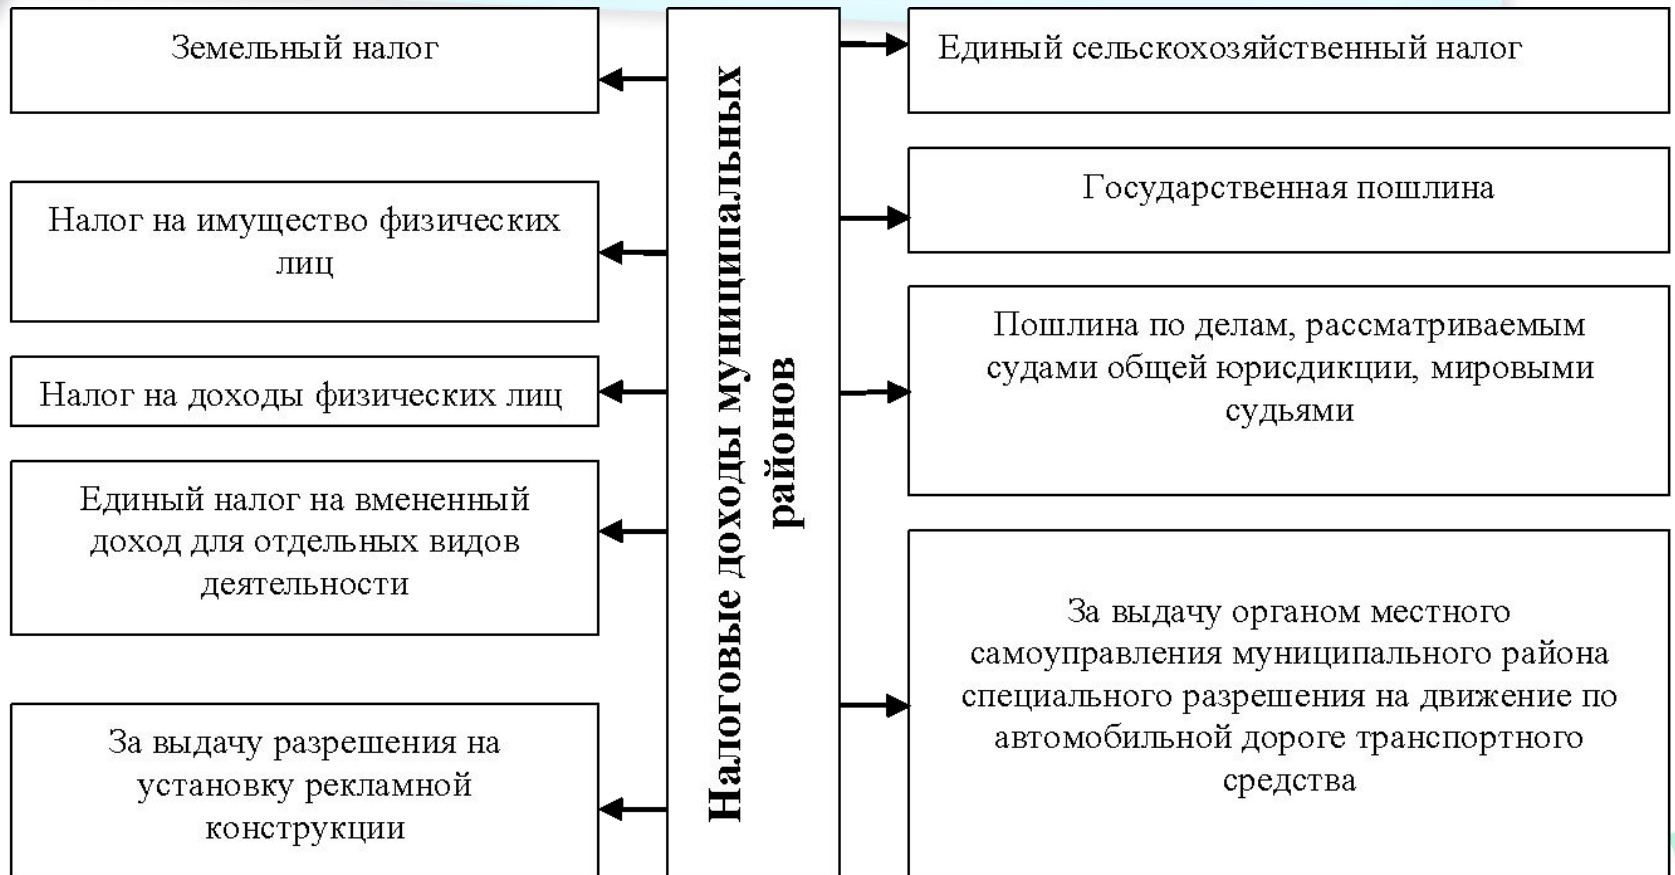 Земельный налог
Налог на имущество физических
лиц
Налог на доходы физических лиц
Единый налог на вмененный
доход для отдельных видов
деятельности
За выдачу разрешения на
установку рекламной
конструкции
Налоговые доходы муниципальных
районов
Единый сельскохозяйственный налог
Государственная пошлина
Пошлина по делам, рассматриваемым
судами общей юрисдикции, мировыми
судьями
За выдачу органом местного
самоуправления муниципального района
специального разрешения на движение по
автомобильной дороге транспортного
средства